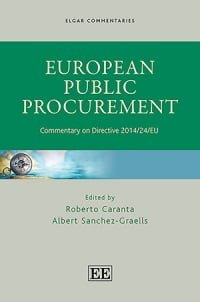 ELGAR COMMENTARIES
EUROPEAN
PUBLIC
PROCUREMENT
Commentary on Directive 2014/24/EU
Edited by
Roberto Caranta
Albert Sanchez-Graells
EE